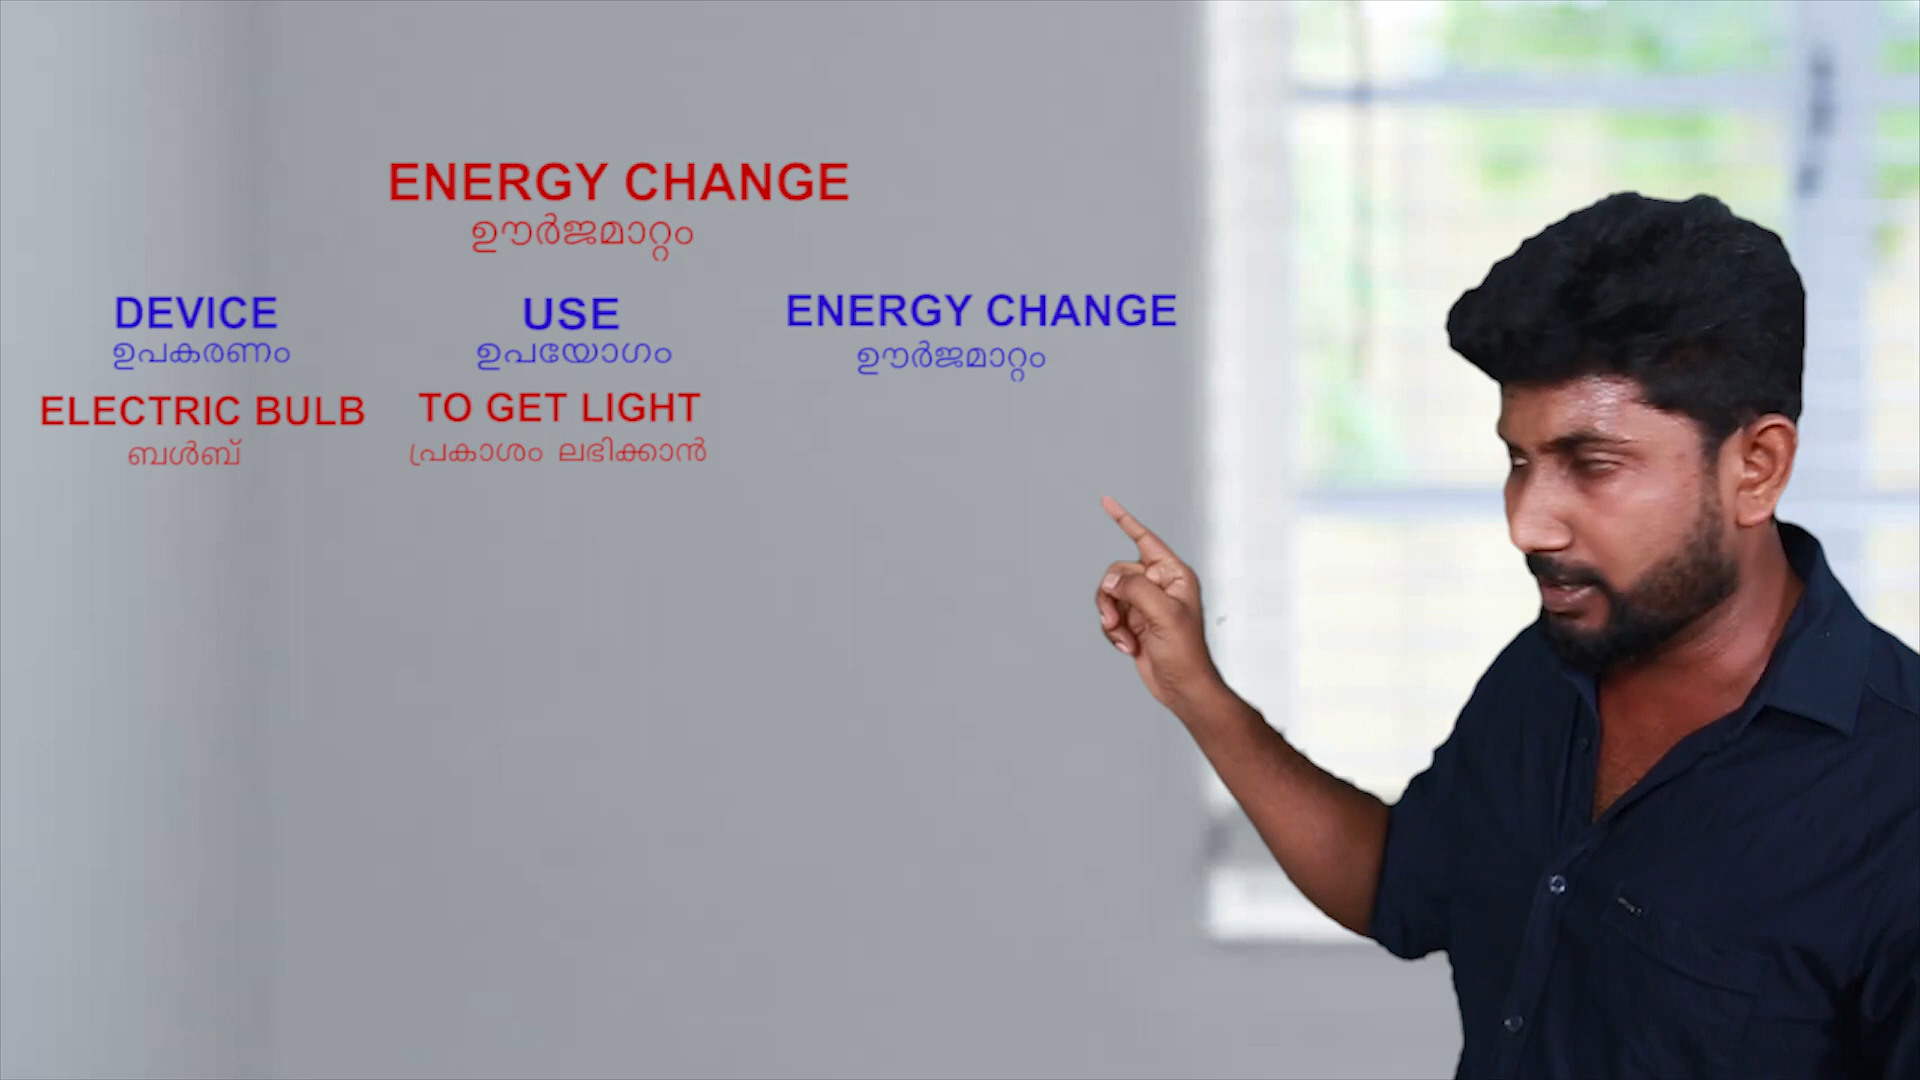 ENERGY CHANGE
ഊർജമാറ്റം
DEVICE USE ENERGY CHANGE
ഉപകരണം ഉപയോഗം ഊർജമാറ്റം
ELECTRIC BULB TO GET LIGHT
ബൾബ് പ്രകാശം ലഭിക്കാൻ